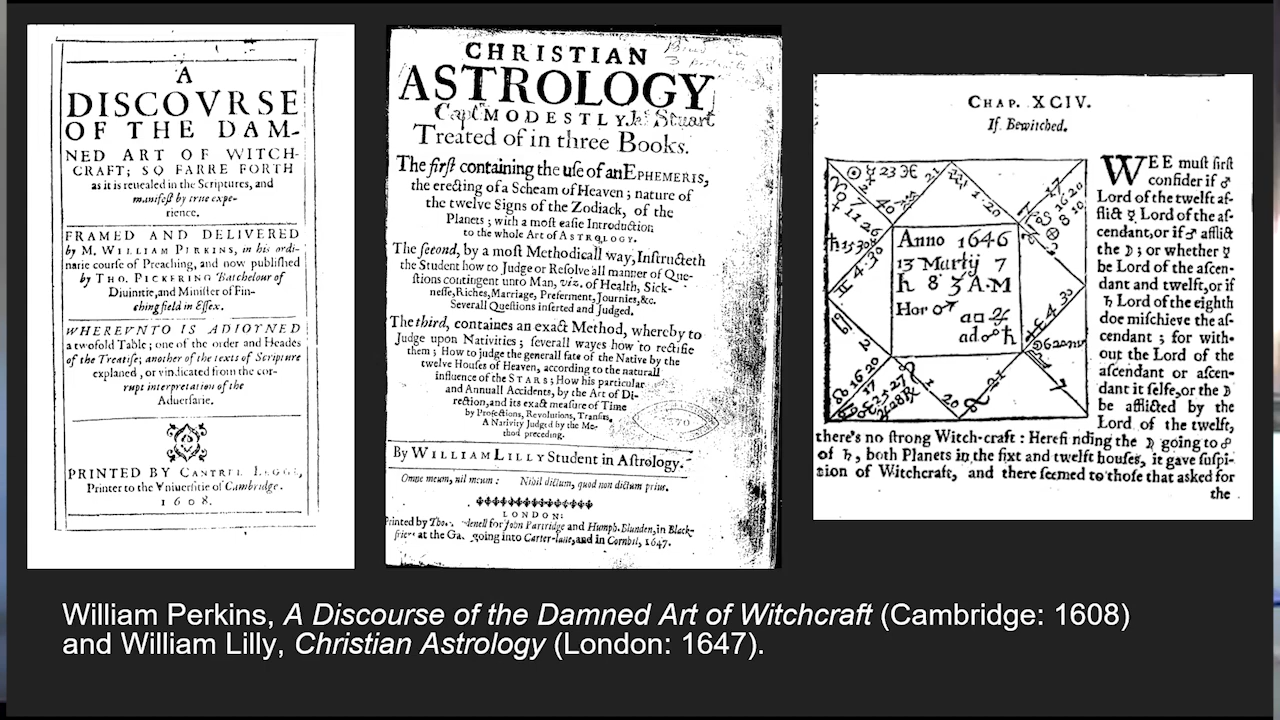 A
DISCOVRSE
OF THE DAM-
NED ART OF WITCH-
CRAFT; SO FARRE FORTH
as it is reuealed in the Scriptures, and
manifest by true expe-
rience.
FRAMED AND DELIVERED
by M. WILLIAM PERKINS, in his ordi-
narie course of Preaching, and now published
by THO. PICKERING Batchelour of
Diuinitie, and Minister of Fin-
chingfield in Essex.
WHEREVNTO IS ADIOYNED
a twofold Table; one of the order and Heades
of the Treatise; another of the texts of Scripture
explaned, or vindicated from the cor-
rupt interpretation of the
Aduersarie.
PRINTED BY CANTREL LEGGE,
Printer to the Vniuersitie of Cambridge.
1608.
CHRISTIAN
ASTROLOGY
MODESTLY
Treated of in three Books.
The first containing the use of an EPHEMERIS,
the erecting of a Scheam of Heaven; nature of
the twelve Signs of the Zodiack, of the
Planets; with a most easie Introduction
to the whole Art of ASTROLOGY.
The second, by a most Methodicall way, Instructeth
the Student how to Judge or Resolve all manner of Que-
stions contingent unto Man, viz. of Health, Sick-
nesse, Riches, Marriage, Preferment, Journies, &c.
Severall Questions inserted and Judged.
The third, containes an exact Method, whereby to
Judge upon Nativities; severall wayes how to rectifie
them; How to judge the generall fate of the Native by the
twelve Houses of Heaven, according to the naturall
influence of the STARS; How his particular
and Annuall Accidents, by the Art of Di-
rection, and its exact measure of Time
by Profections, Revolutions, Transits,
A Nativity Judged by the Me-
thod preceding.
By WILLIAM LILLY Student in Astrology.
Omne meum, nil meum: Nihil dictum, quod non dictum prius.
LONDON:
Printed by for John Partridge and Humph. Blunden, in Black-
friers at the going into Carter-lane, and in Cornhil, 1647.
CHAP. XCIV.
If Bewitched.
Anno 1646
13 Martij 7
♄ 8 3 A.M
Hor ♂
a □ ♃
ad ☍ ♄
WEE must first
consider if ♂
Lord of the twelft af-
flict ☿ Lord of the as-
cendant, or if ♂ afflict
the ☽; or whether ☿
be Lord of the ascen-
dant and twelft, or if
♄ Lord of the eighth
doe mischieve the as-
cendant; for with-
out the Lord of the
ascendant or ascen-
dant it selfe, or the ☽
be afflicted by the
Lord of the twelft,
there's no strong Witch-craft: Herefi nding the ☽ going to ☍
of ♄, both Planets in the sixt and twelft houses, it gave suspi-
tion of Witchcraft, and there seemed to those that asked for
the
William Perkins, A Discourse of the Damned Art of Witchcraft (Cambridge: 1608)
and William Lilly, Christian Astrology (London: 1647).